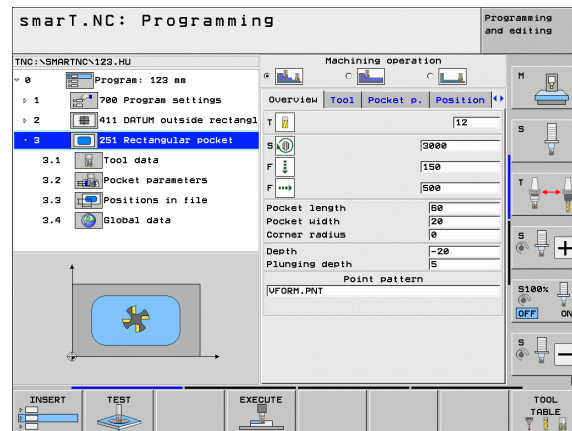 smarT.NC: Programming
Programming
and editing
TNC:\SMARTNC\123.HU
0 Program: 123 mm
1 700 Program settings
2 411 DATUM outside rectangl
3 251 Rectangular pocket
3.1 Tool data
3.2 Pocket parameters
3.3 Positions in file
3.4 Global data
Machining operation
Overview Tool Pocket p. Position
T 12
S 3000
F 150
F 500
Pocket length 60
Pocket width 20
Corner radius 0
Depth -20
Plunging depth 5
Point pattern
VFORM.PNT
M
S
T
S
S100%
OFF ON
S
INSERT
TEST
EXECUTE
TOOL
TABLE